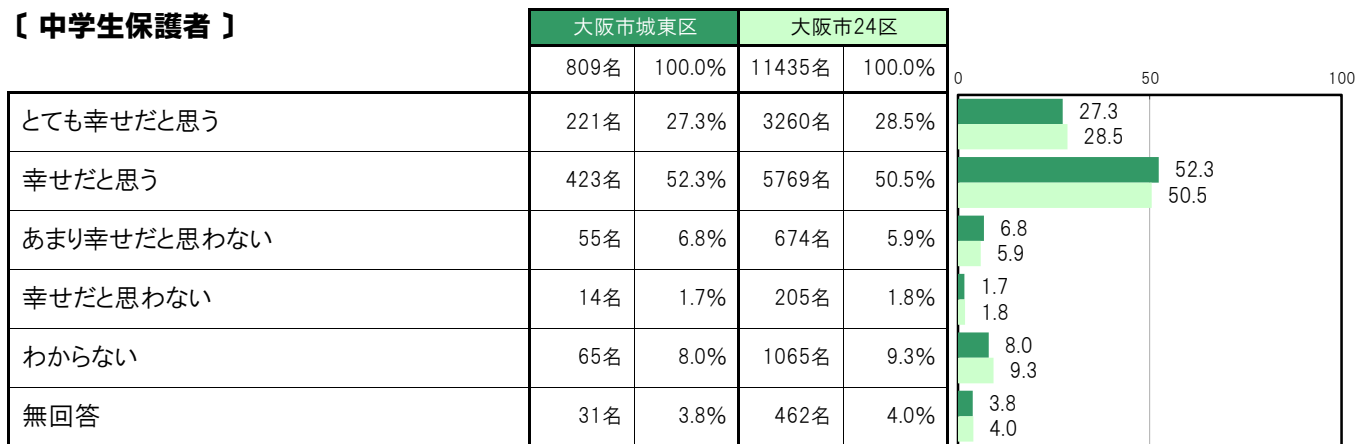 〔 中学生保護者 〕
大阪市城東区 大阪市24区
809名 100.0% 11435名 100.0%
0 50 100
とても幸せだと思う 221名 27.3% 3260名 28.5%
27.3
28.5
幸せだと思う 423名 52.3% 5769名 50.5%
52.3
50.5
あまり幸せだと思わない 55名 6.8% 674名 5.9%
6.8
5.9
幸せだと思わない 14名 1.7% 205名 1.8%
1.7
1.8
わからない 65名 8.0% 1065名 9.3%
8.0
9.3
無回答 31名 3.8% 462名 4.0%
3.8
4.0